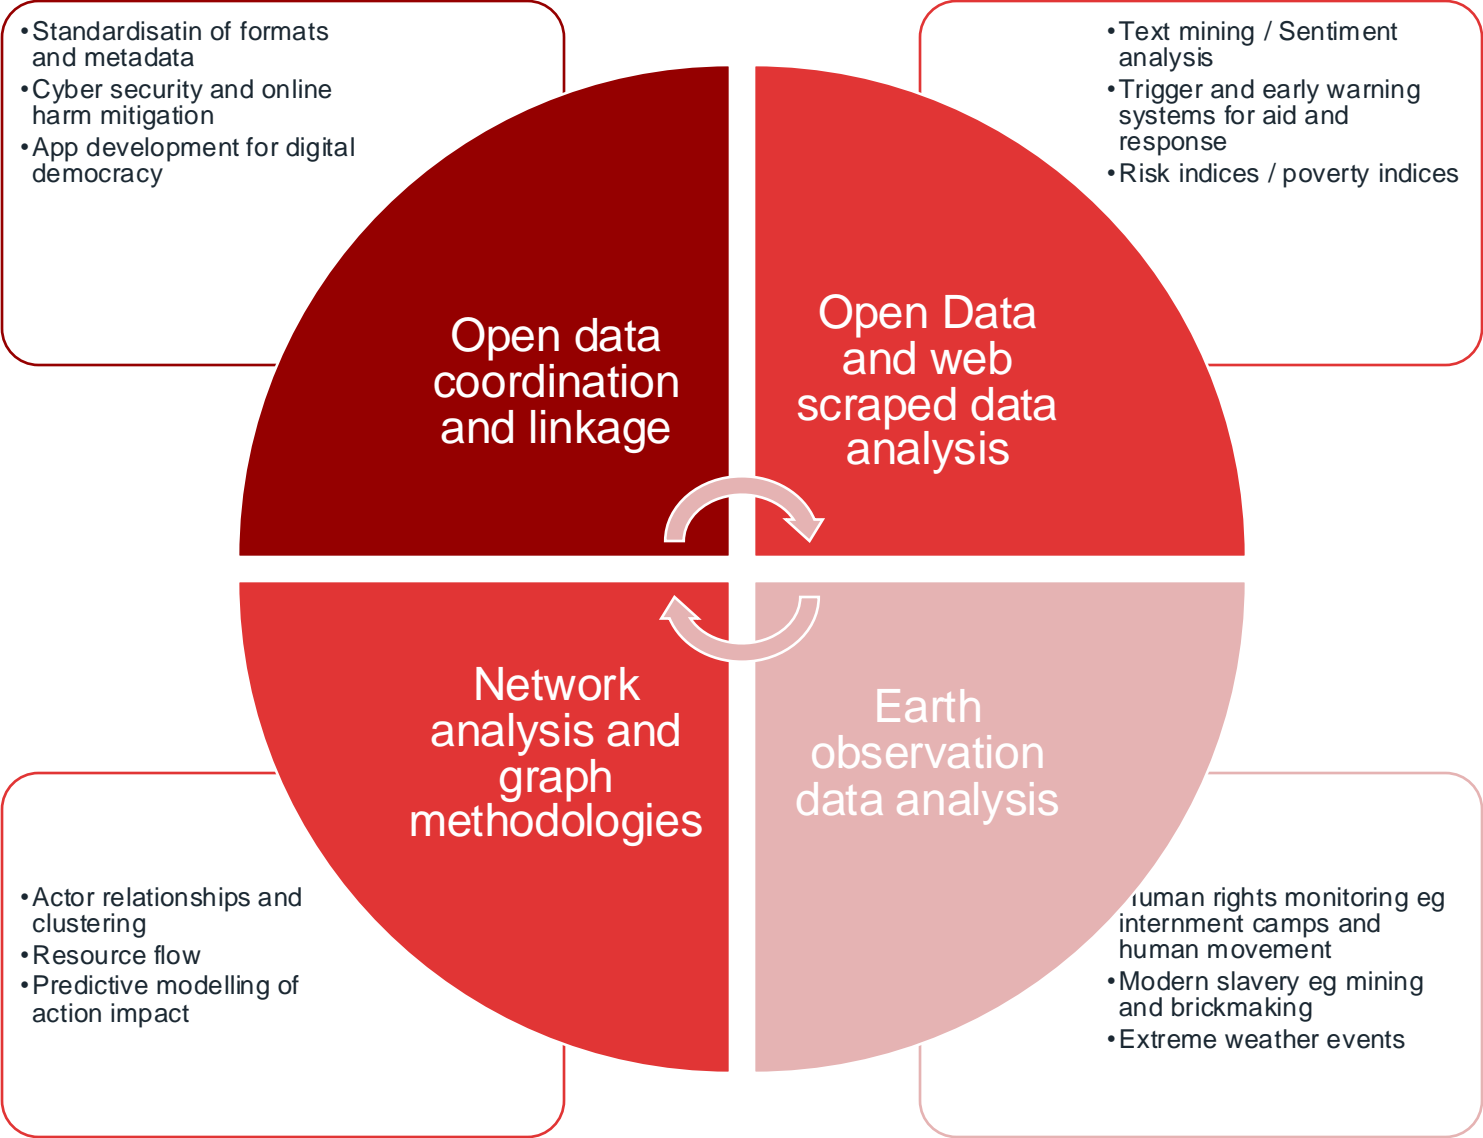 •Standardisatin of formats
and metadata
•Cyber security and online
harm mitigation
•App development for digital
democracy
•Text mining / Sentiment
analysis
•Trigger and early warning
systems for aid and
response
•Risk indices / poverty indices
Open data
coordination
and linkage
Open Data
and web
scraped data
analysis
Network
analysis and
graph
methodologies
Earth
observation
data analysis
•Actor relationships and
clustering
•Resource flow
•Predictive modelling of
action impact
Human rights monitoring eg
internment camps and
human movement
•Modern slavery eg mining
and brickmaking
•Extreme weather events